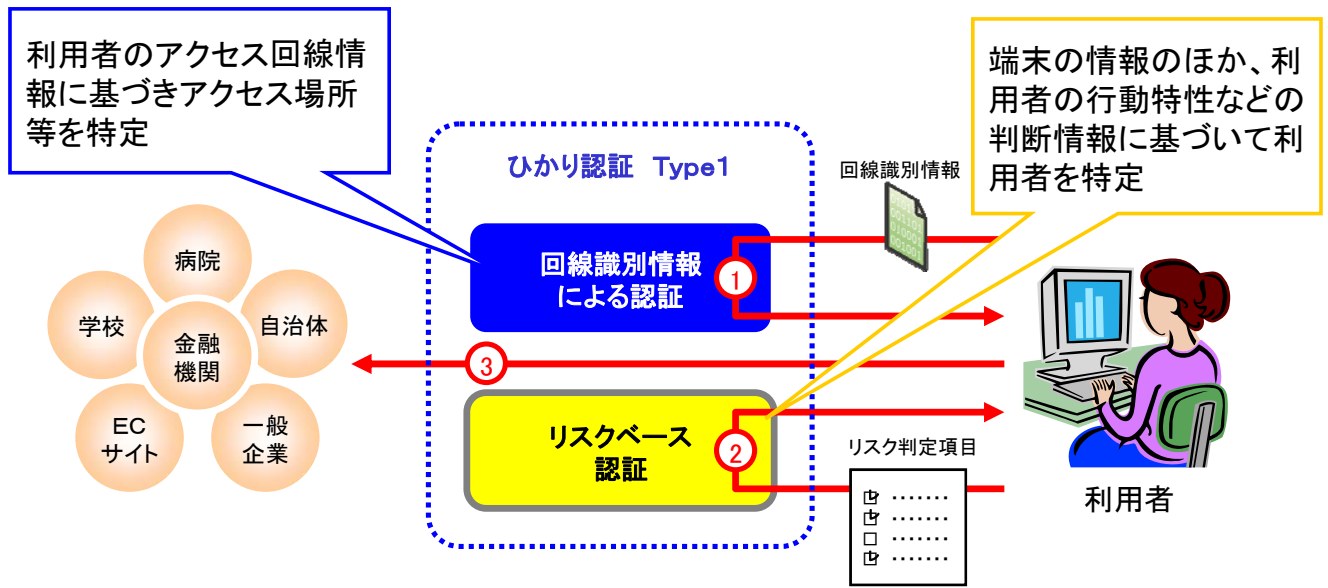 利用者のアクセス回線情
報に基づきアクセス場所
等を特定
端末の情報のほか、利
用者の行動特性などの
判断情報に基づいて利
用者を特定
ひかり認証 Type1
回線識別情報
回線識別情報
による認証
1
病院
学校
自治体
金融
機関
EC
サイト
一般
企業
3
リスクベース
認証
2
リスク判定項目
利用者